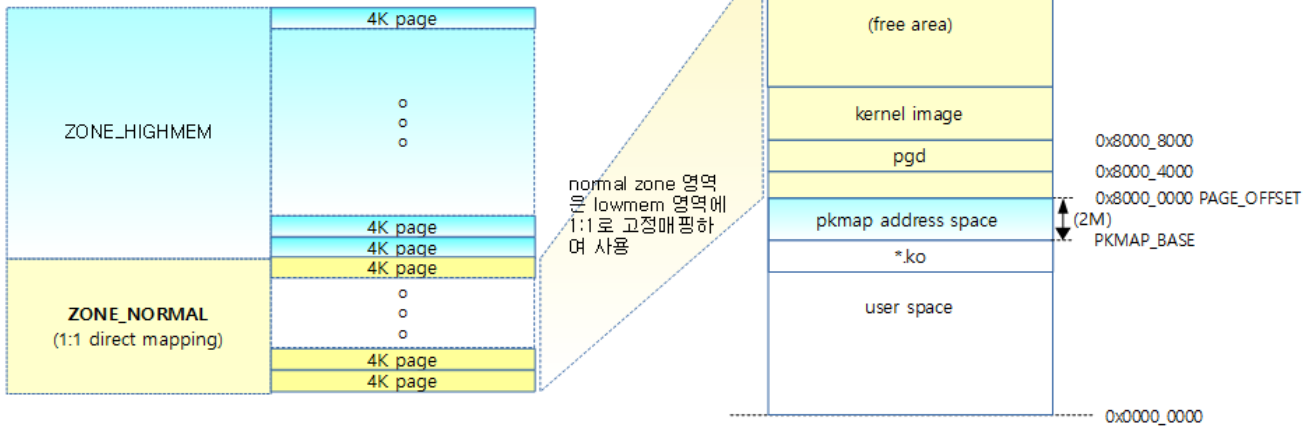 4K page
ZONE_HIGHMEM
4K page
4K page
4K page
ZONE_NORMAL
(1:1 direct mapping)
4K page
4K page
normal zone 영역
은 lowmem 영역에
1:1로 고정매핑하
여 사용
(free area)
kernel image
0x8000_8000
pgd
0x8000_4000
0x8000_0000 PAGE_OFFSET
pkmap address space
(2M)
PKMAP_BASE
*.ko
user space
0x0000_0000